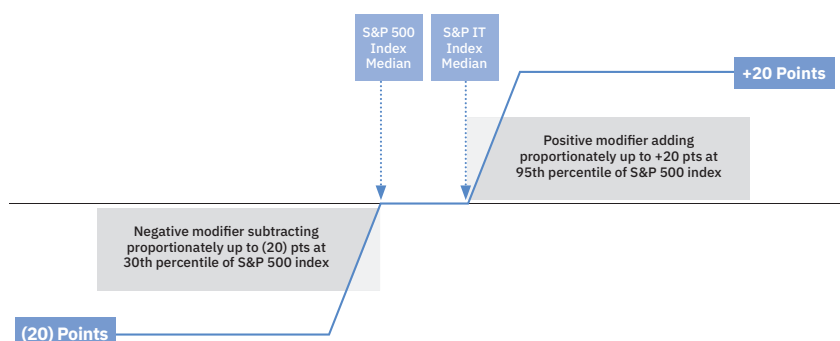 S&P 500
Index
Median
S&P IT
Index
Median
+20 Points
Positive modifier adding
proportionately up to +20 pts at
95th percentile of S&P 500 index
Negative modifier subtracting
proportionately up to (20) pts at
30th percentile of S&P 500 index
(20) Points